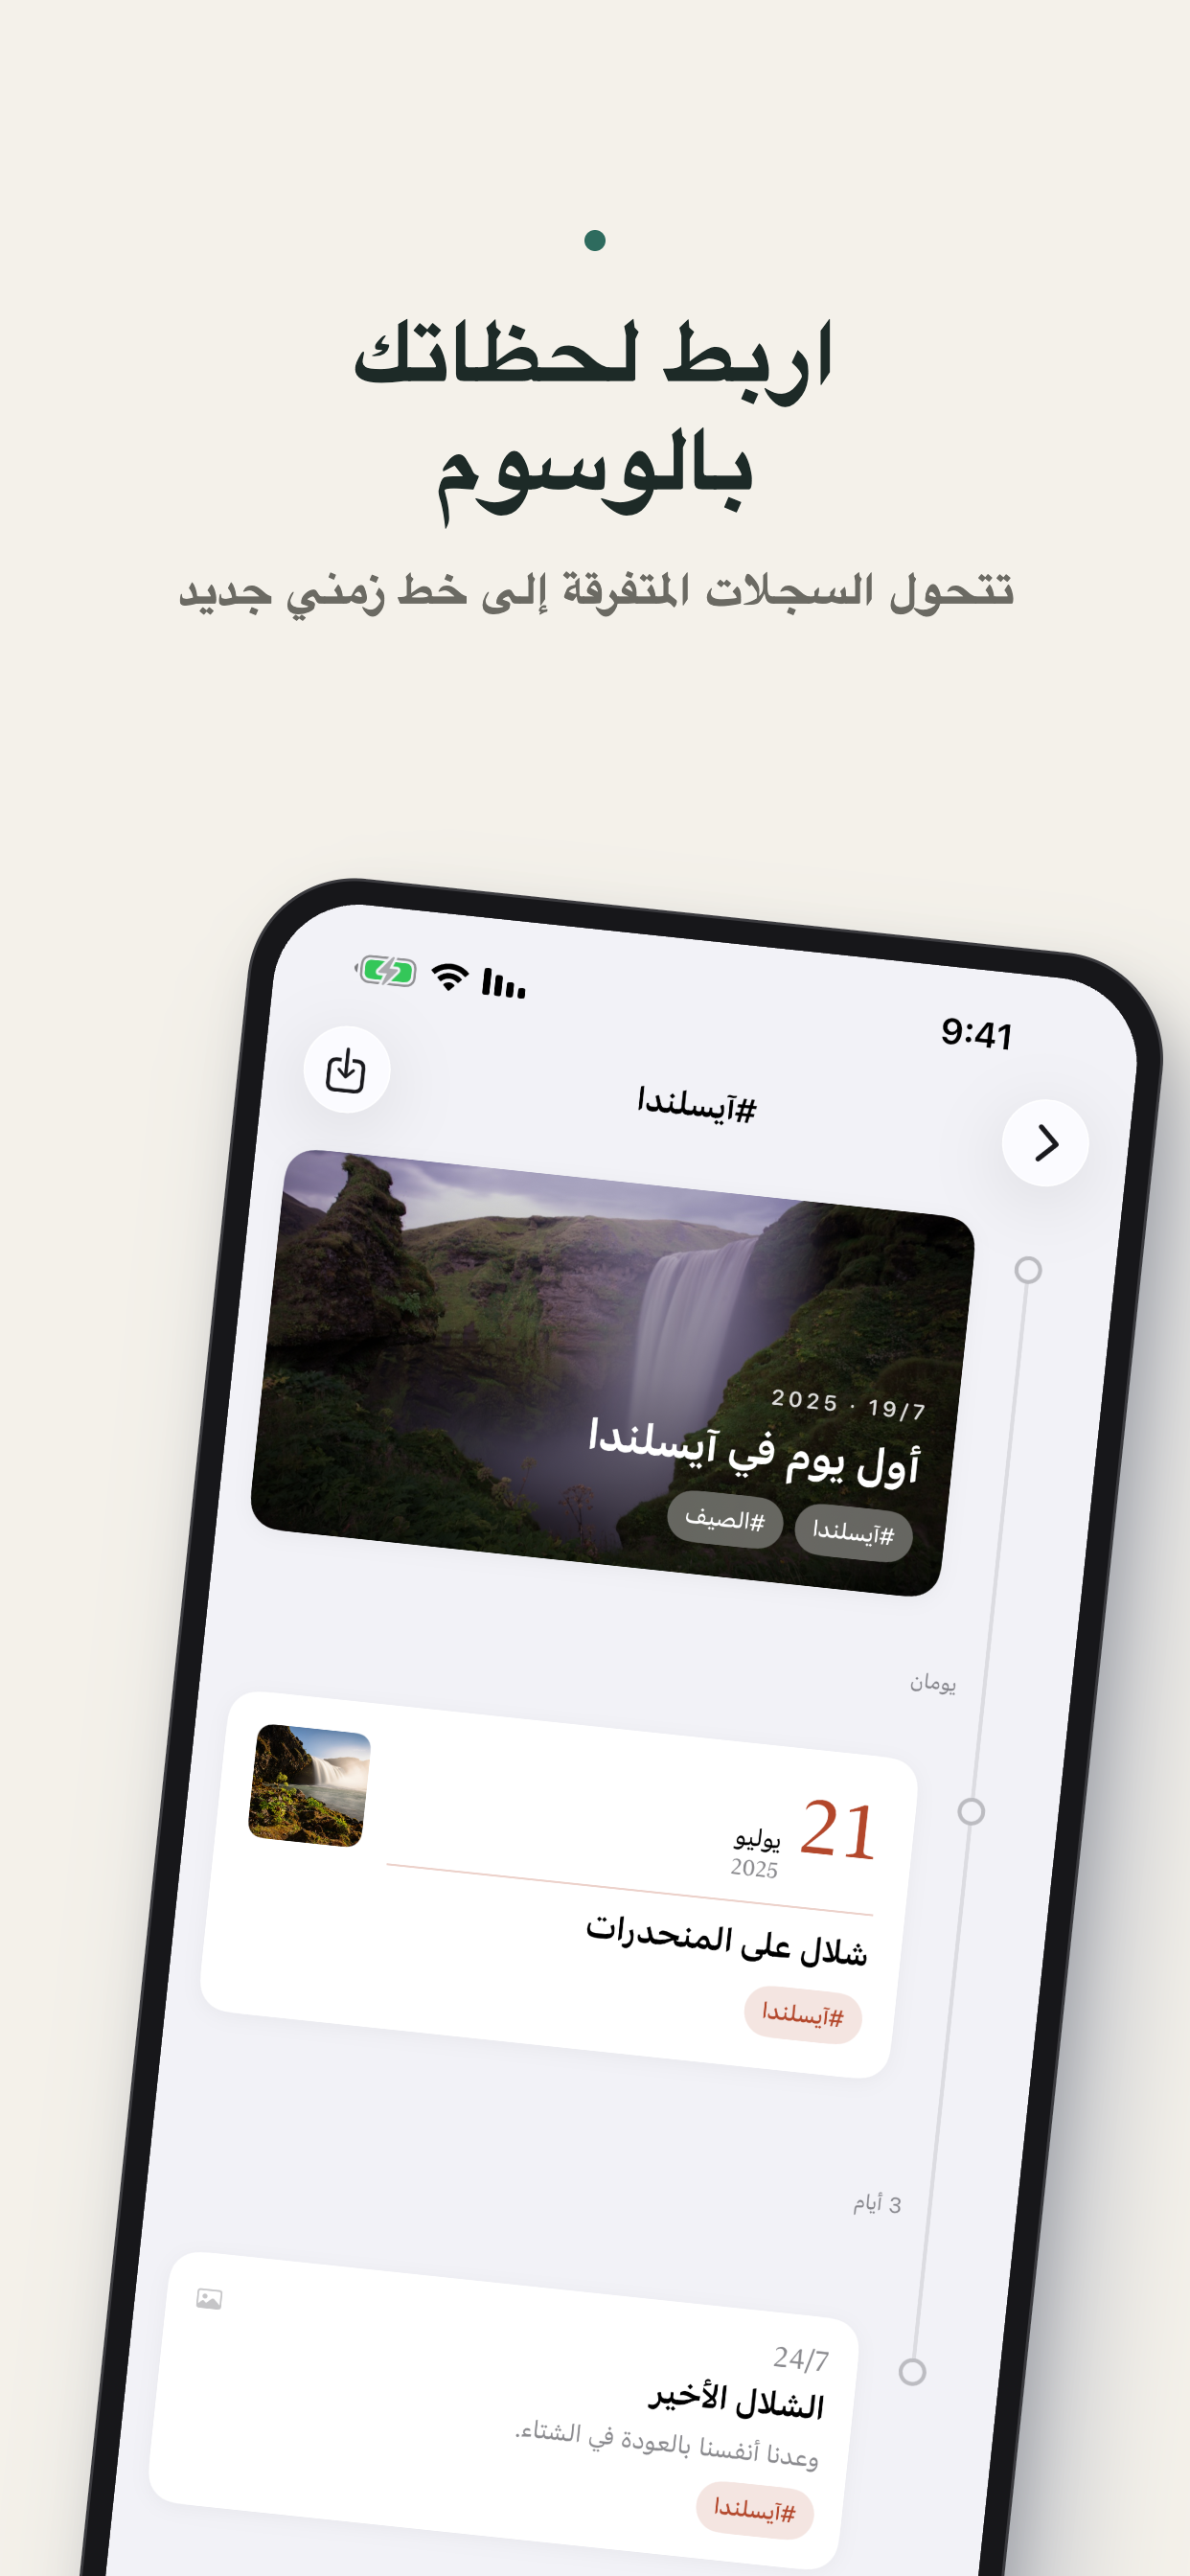 اربط لحظاتك
بالوسوم
تتحول السجلات المتفرقة إلى خط زمني جديد
9:41
#آيسلندا
19/7 · 2025
أول يوم في آيسلندا
#آيسلندا #الصيف
يومان
21 يوليو
2025
شلال على المنحدرات
#آيسلندا
3 أيام
24/7
الشلال الأخير
وعدنا أنفسنا بالعودة في الشتاء.
#آيسلندا